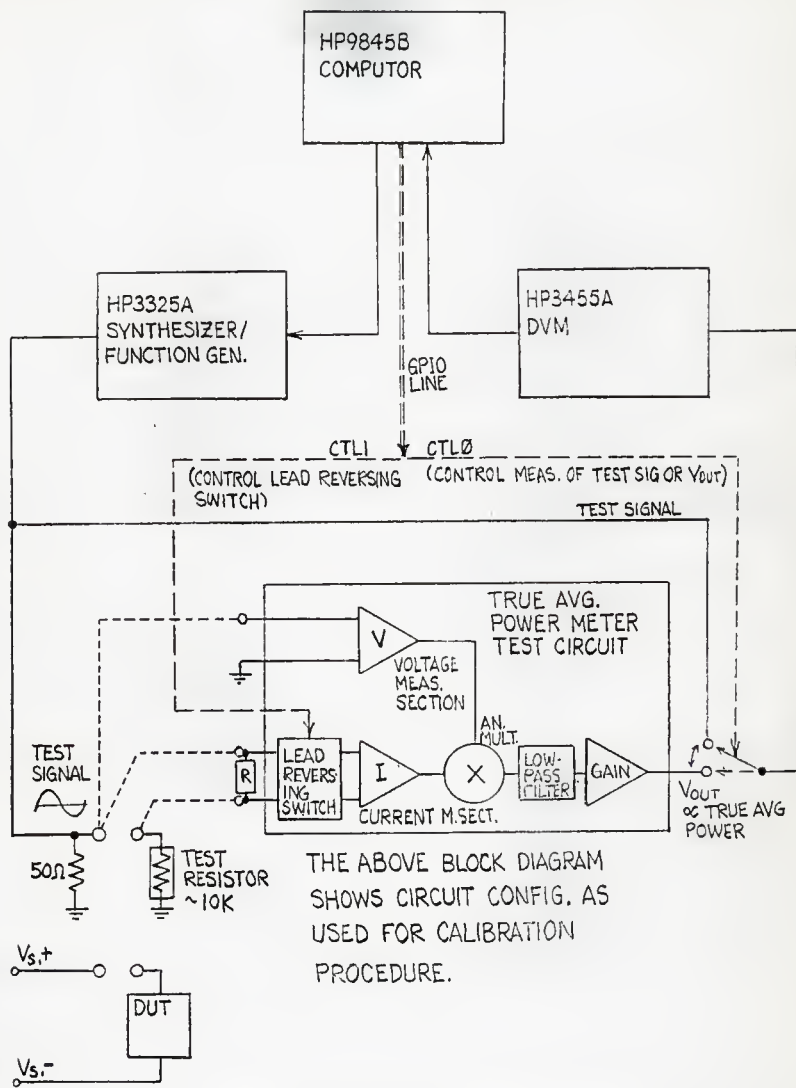 HP9845B
COMPUTOR
HP3325A
SYNTHESIZER/
FUNCTION GEN.
HP3455A
DVM
GPIO
LINE
CTL1
CTLØ
(CONTROL LEAD REVERSING
SWITCH)
(CONTROL MEAS. OF TEST SIG OR VOUT)
TEST SIGNAL
TRUE AVG.
POWER METER
TEST CIRCUIT
V
VOLTAGE
MEAS.
SECTION
AN.
MULT.
TEST
SIGNAL
R
LEAD
REVERS-
ING
SWITCH
I
X
LOW-
PASS
FILTER
GAIN
CURRENT M.SECT.
VOUT
∝ TRUE AVG
POWER
50Ω
TEST
RESISTOR
~10K
THE ABOVE BLOCK DIAGRAM
SHOWS CIRCUIT CONFIG. AS
USED FOR CALIBRATION
PROCEDURE.
Vs,+
DUT
Vs,-